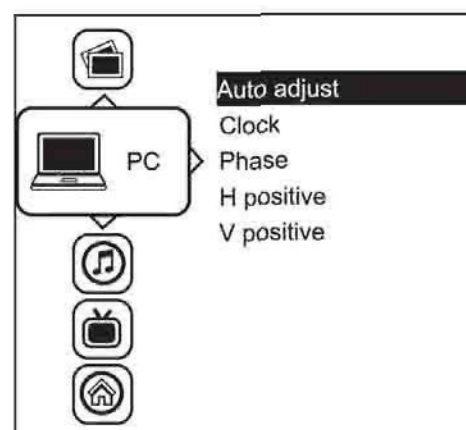 Auto adjust
Clock
PC
Phase
H positive
V positive